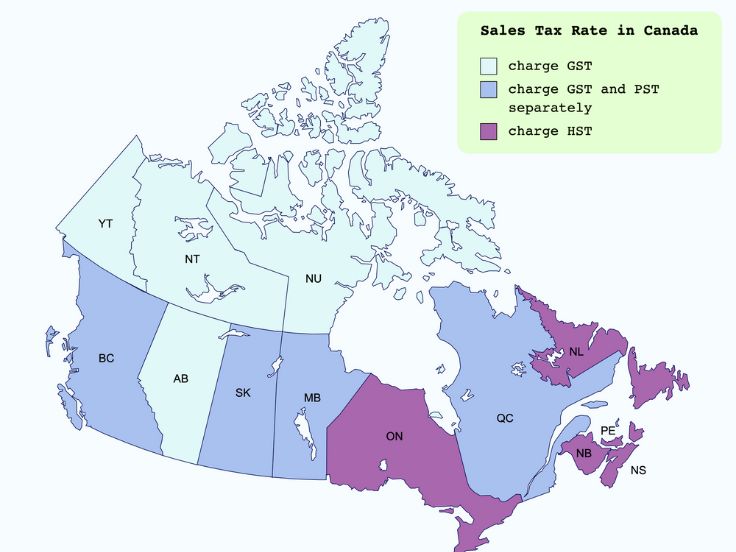 Sales Tax Rate in Canada
charge GST
charge GST and PST
separately
charge HST
YT
NT
NU
BC
AB
SK
MB
ON
QC
NL
PE
NB
NS